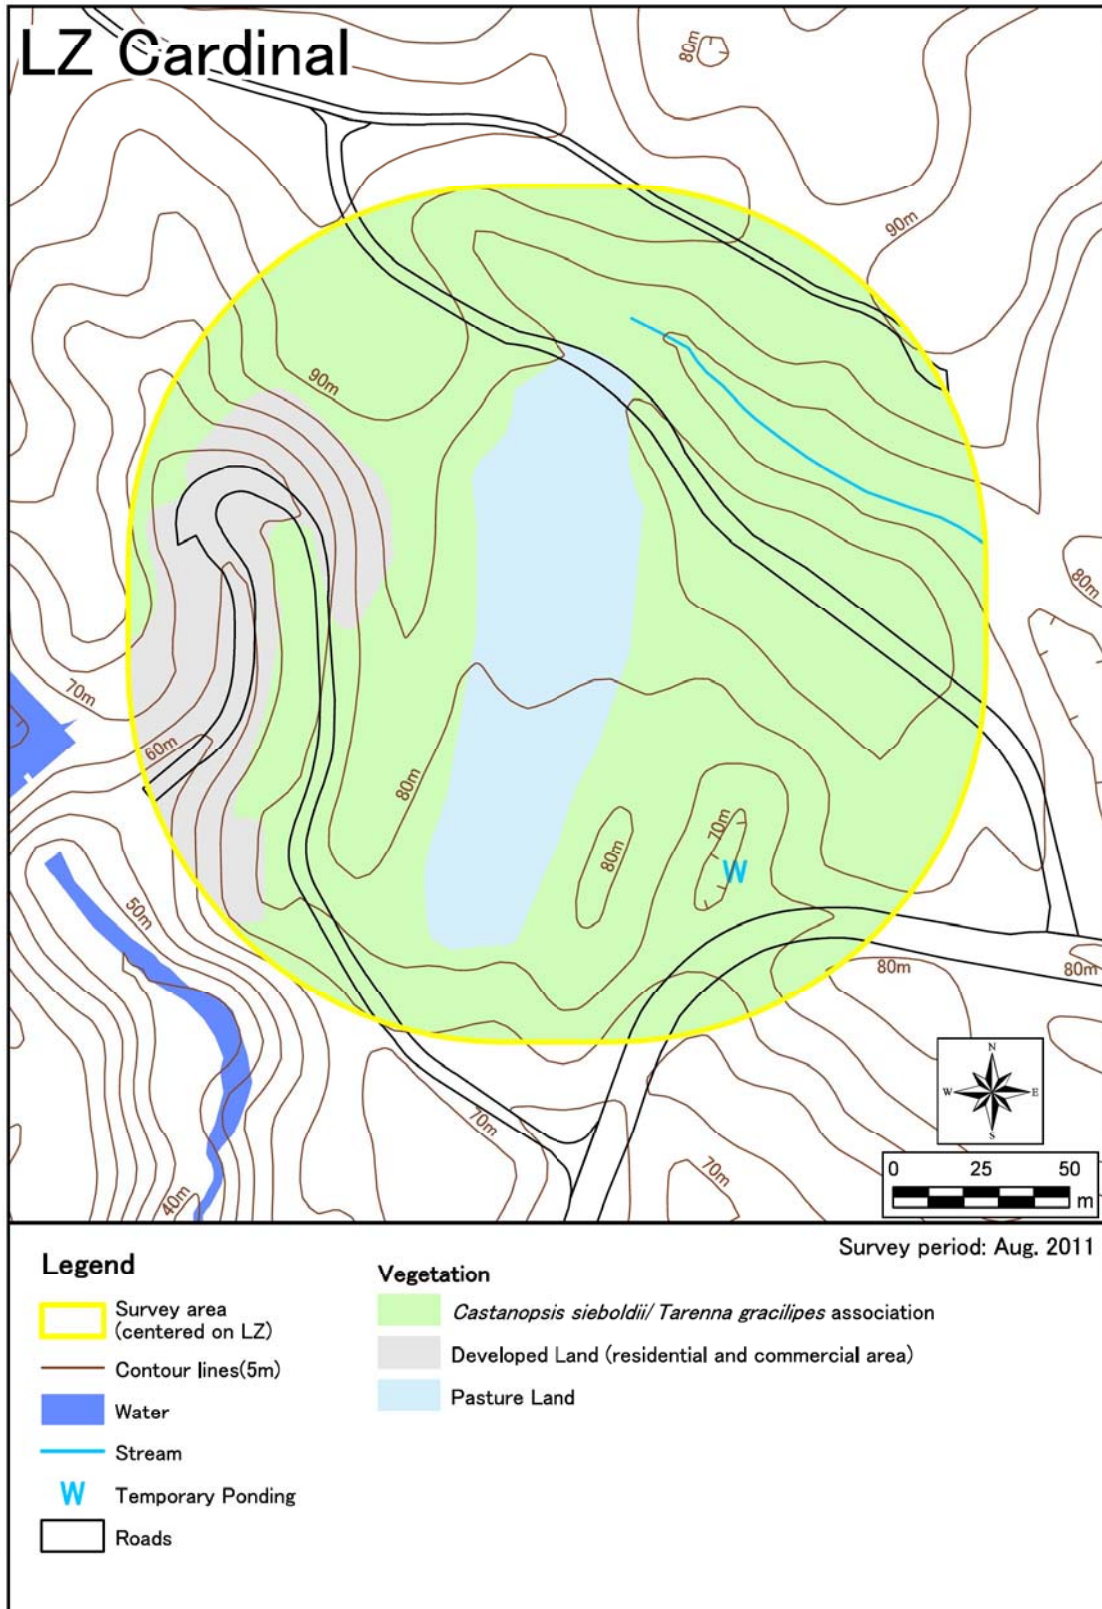 LZ Cardinal
80m
90m
90m
80m
70m
60m
80m
80m
70m
50m
80m
80m
70m
70m
40m
N
W E
S
0 25 50
m
Survey period: Aug. 2011
Legend
Survey area
(centered on LZ)
Contour lines(5m)
Water
Stream
W Temporary Ponding
Roads
Vegetation
Castanopsis sieboldii/ Tarenna gracilipes association
Developed Land (residential and commercial area)
Pasture Land
W